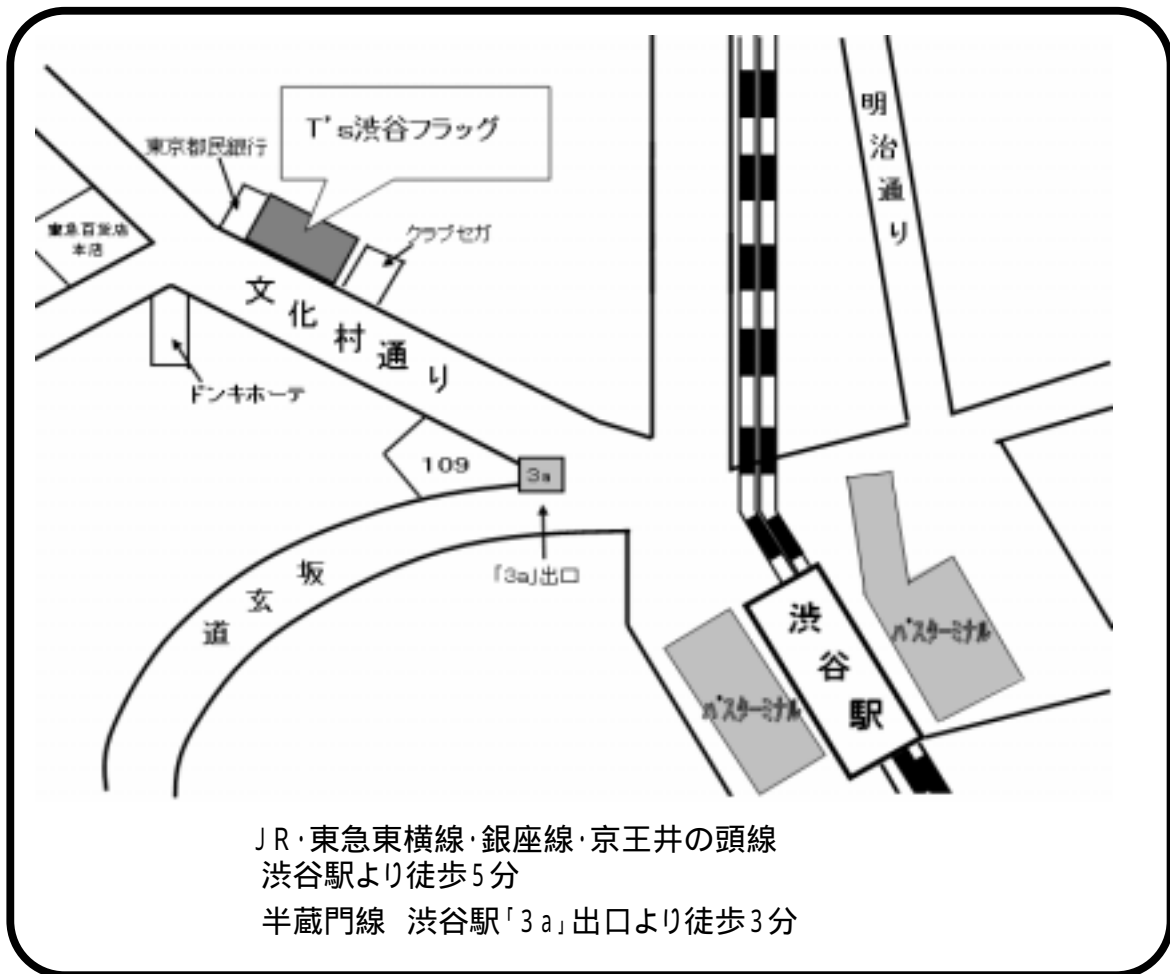 T's渋谷フラッグ
東京都民銀行
クラブセガ
東急百貨店
本店
文化村通り
ドンキホーテ
109
3a
「3a」出口
道玄坂
明治通り
渋谷駅
バスターミナル
バスターミナル
JR・東急東横線・銀座線・京王井の頭線
渋谷駅より徒歩5分
半蔵門線 渋谷駅「3a」出口より徒歩3分